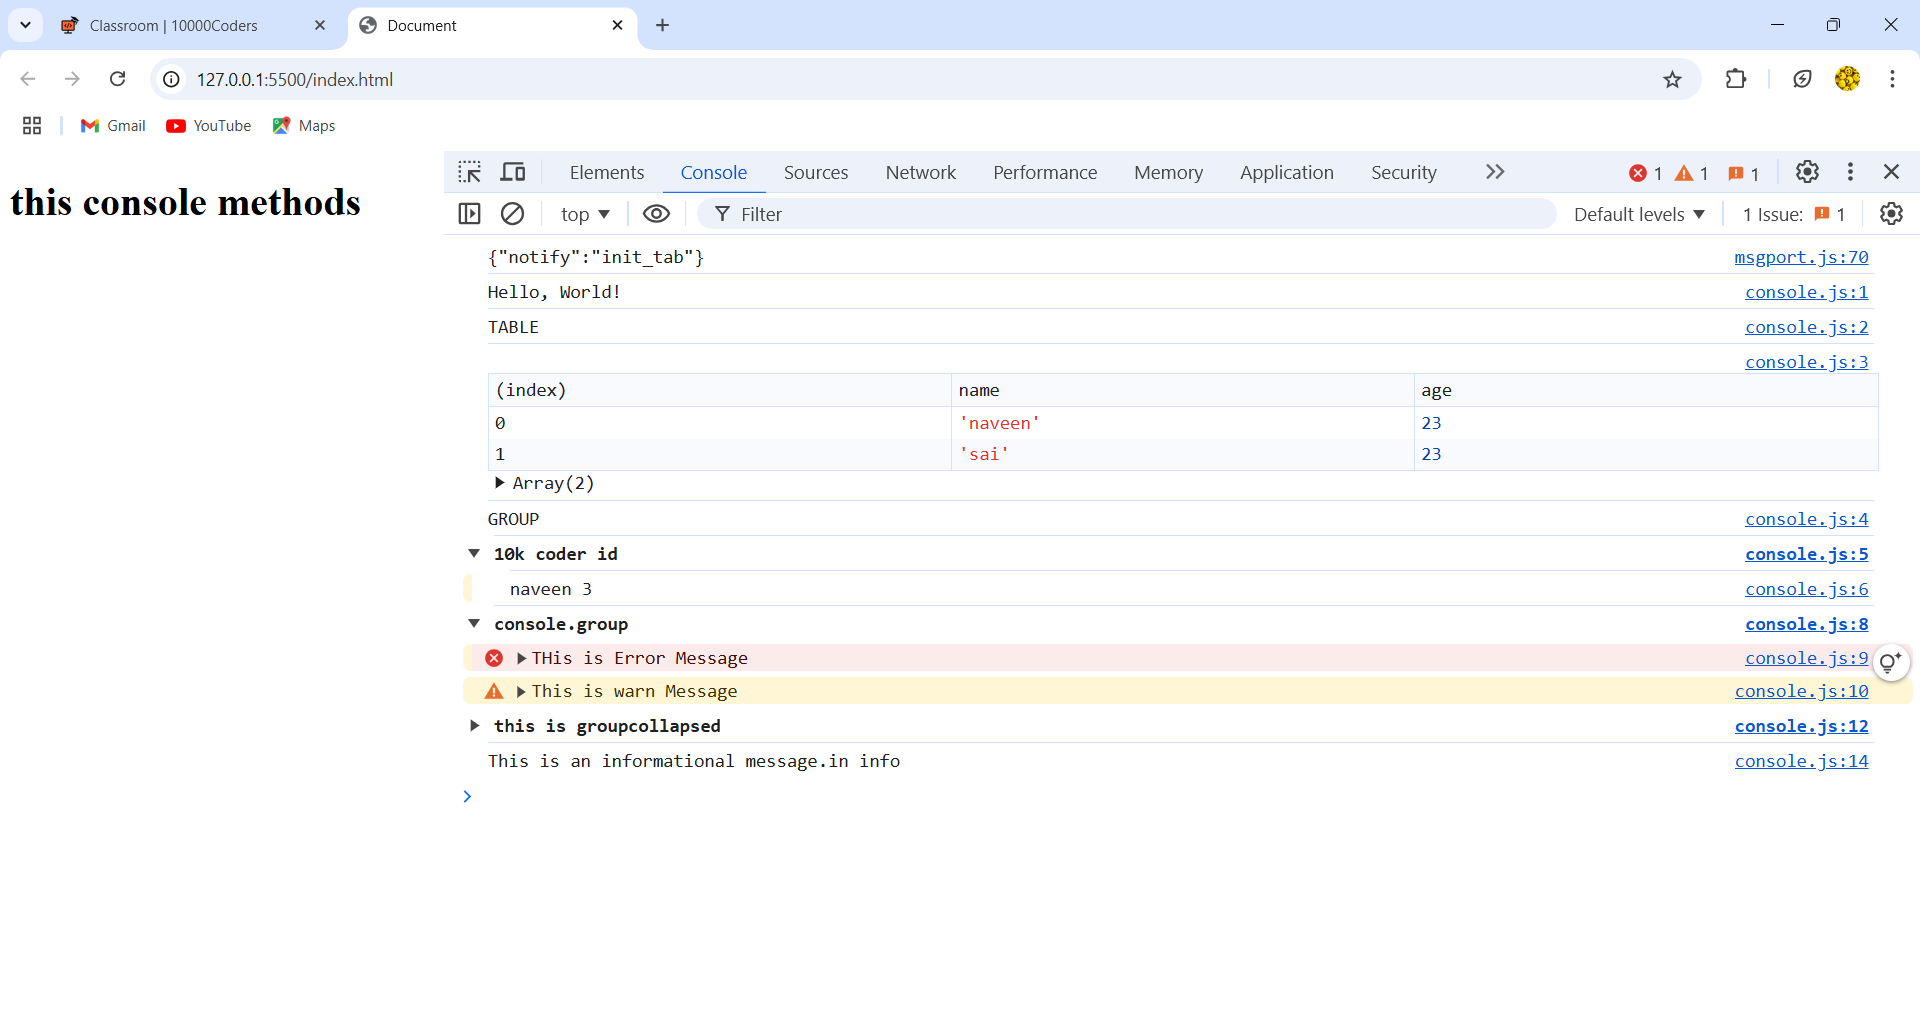 Classroom | 10000Coders
Document
127.0.0.1:5500/index.html
Gmail YouTube Maps
this console methods
Elements Console Sources Network Performance Memory Application Security 1 1 1
top Filter Default levels 1 Issue: 1
{"notify":"init_tab"} msgport.js:70
Hello, World! console.js:1
TABLE console.js:2
console.js:3
(index) name age
0 'naveen' 23
1 'sai' 23
Array(2)
GROUP console.js:4
10k coder id console.js:5
naveen 3 console.js:6
console.group console.js:8
THis is Error Message console.js:9
This is warn Message console.js:10
this is groupcollapsed console.js:12
This is an informational message.in info console.js:14